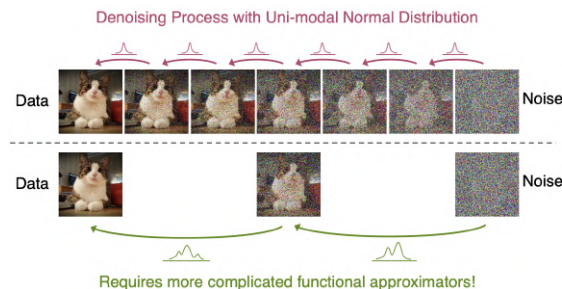 Denoising Process with Uni-modal Normal Distribution
Data
Noise
Data
Noise
Requires more complicated functional approximators!